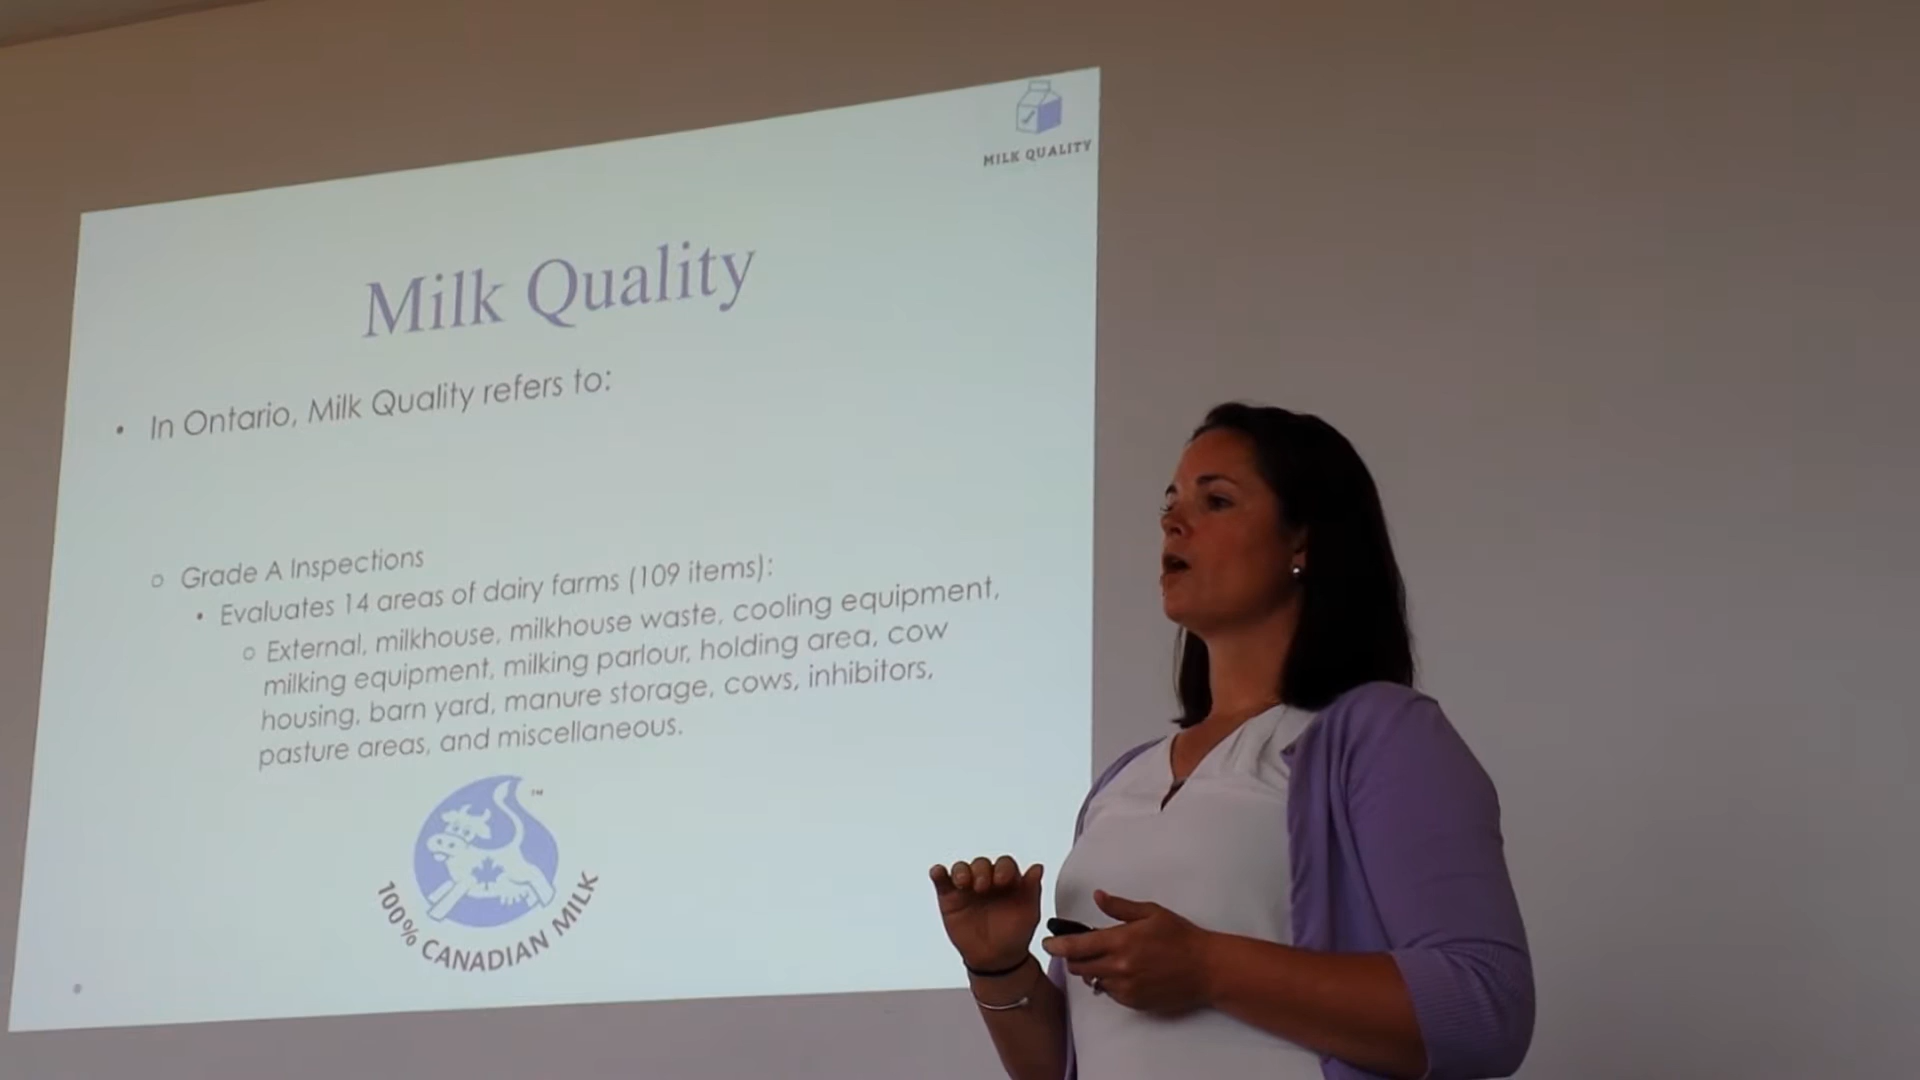 MILK QUALITY
Milk Quality
• In Ontario, Milk Quality refers to:
o Grade A Inspections
• Evaluates 14 areas of dairy farms (109 items):
o External, milkhouse, milkhouse waste, cooling equipment,
milking equipment, milking parlour, holding area, cow
housing, barn yard, manure storage, cows, inhibitors,
pasture areas, and miscellaneous.
TM
100% CANADIAN MILK